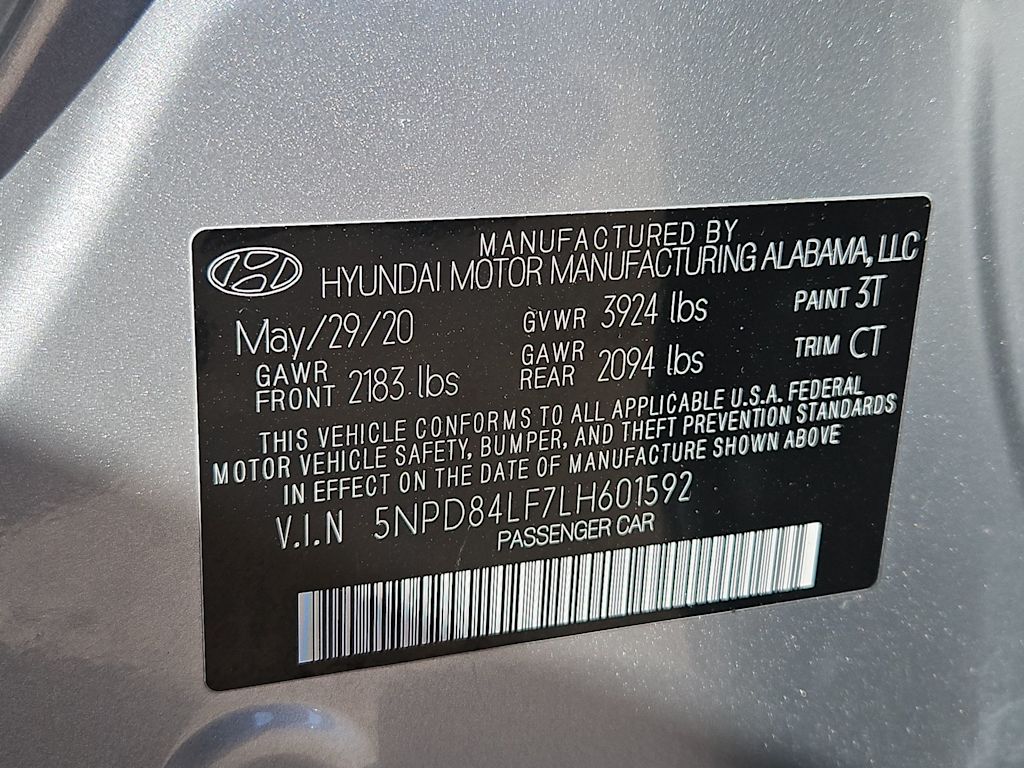 MANUFACTURED BY
HYUNDAI MOTOR MANUFACTURING ALABAMA, LLC
May/29/20 GVWR 3924 lbs PAINT 3T
GAWR FRONT 2183 lbs GAWR REAR 2094 lbs TRIM CT
THIS VEHICLE CONFORMS TO ALL APPLICABLE U.S.A. FEDERAL
MOTOR VEHICLE SAFETY, BUMPER, AND THEFT PREVENTION STANDARDS
IN EFFECT ON THE DATE OF MANUFACTURE SHOWN ABOVE
V.I.N 5NPD84LF7LH601592
PASSENGER CAR